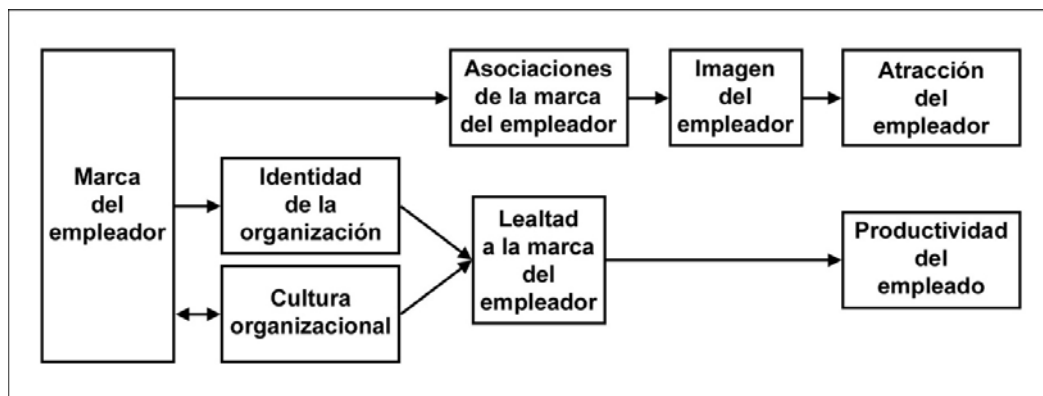 Marca
del
empleador
Asociaciones
de la marca
del empleador
Imagen
del
empleador
Atracción
del
empleador
Identidad
de la
organización
Cultura
organizacional
Lealtad
a la marca
del
empleador
Productividad
del
empleado